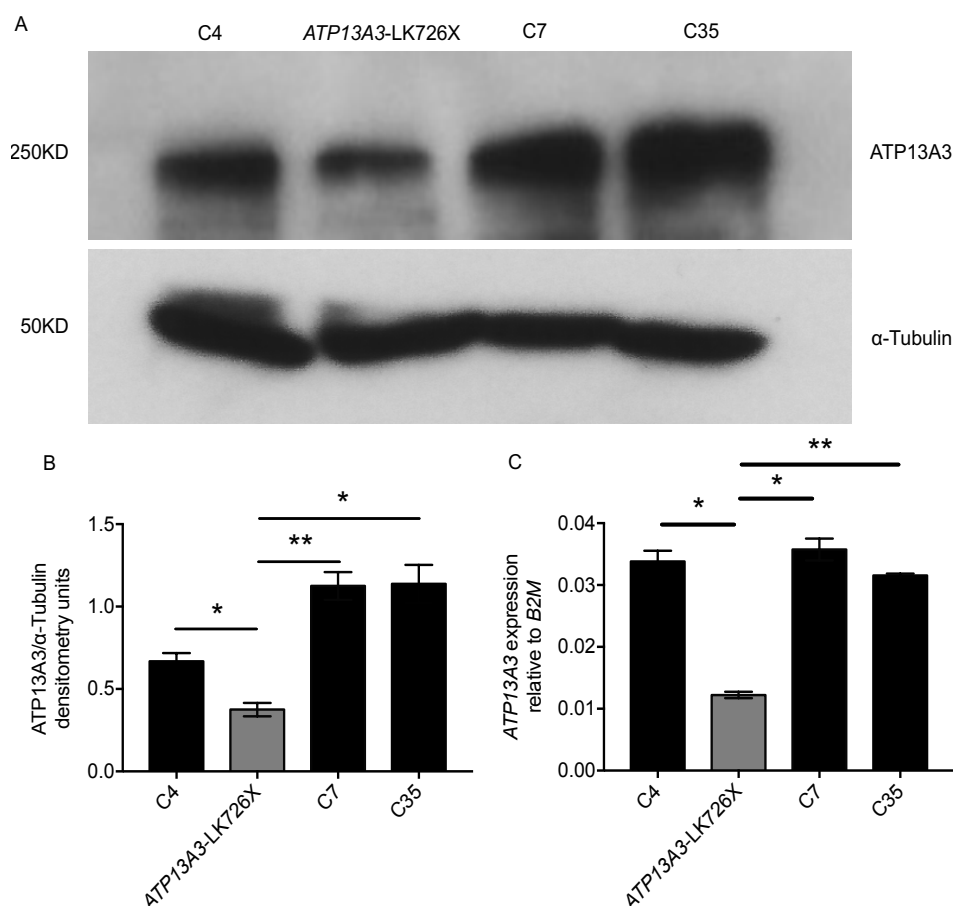 A
C4 ATP13A3-LK726X C7 C35
250KD ATP13A3
50KD α-Tubulin
B
ATP13A3/α-Tubulin
densitometry units
1.5
1.0
0.5
0.0
*
**
*
C4
ATP13A3-LK726X
C7
C35
C
ATP13A3 expression
relative to B2M
0.04
0.03
0.02
0.01
0.00
**
*
*
C4
ATP13A3-LK726X
C7
C35